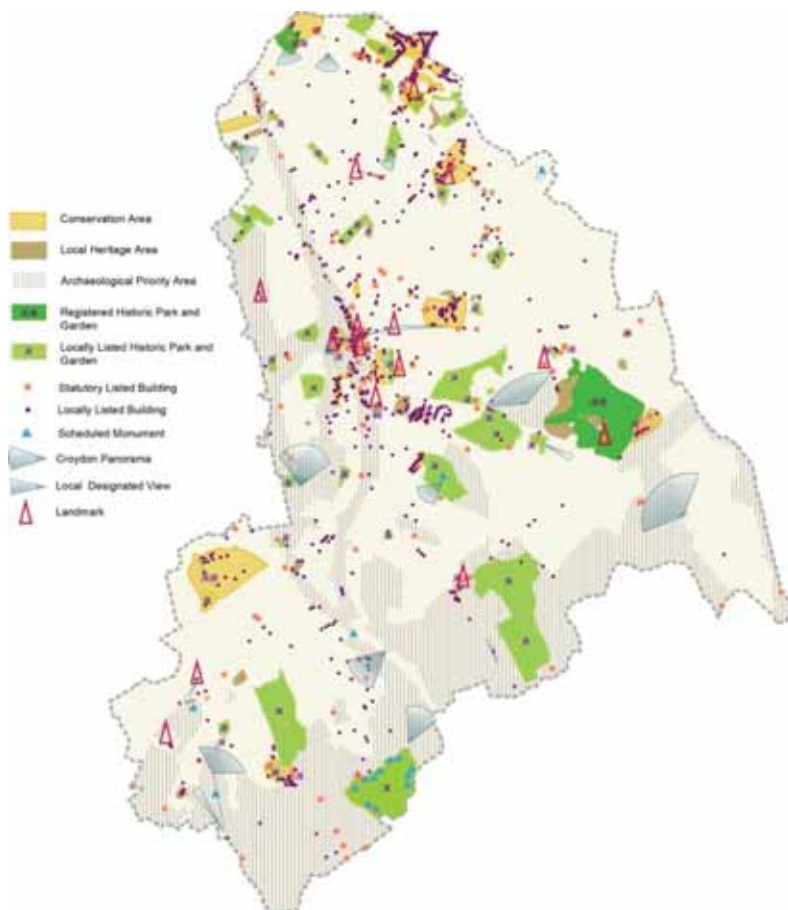 Conservation Area
Local Heritage Area
Archaeological Priority Area
Registered Historic Park and
Garden
Locally Listed Historic Park and
Garden
Statutory Listed Building
Locally Listed Building
Scheduled Monument
Croydon Panorama
Local Designated View
Landmark